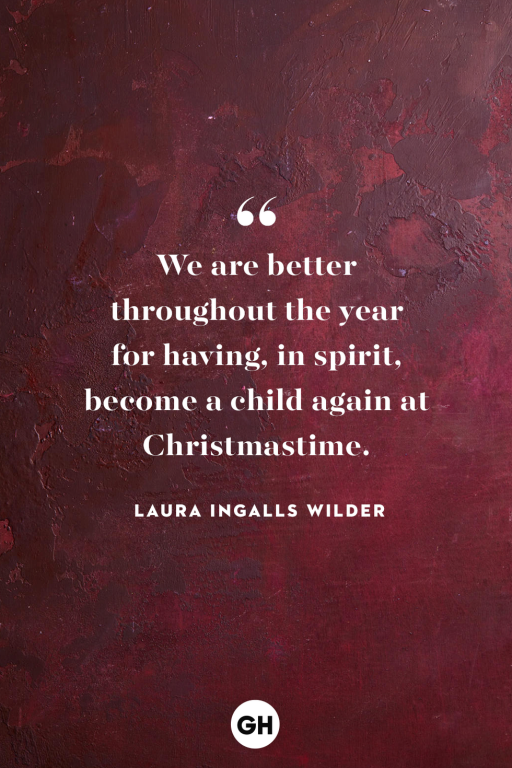 “
We are better
throughout the year
for having, in spirit,
become a child again at
Christmastime.
LAURA INGALLS WILDER
GH